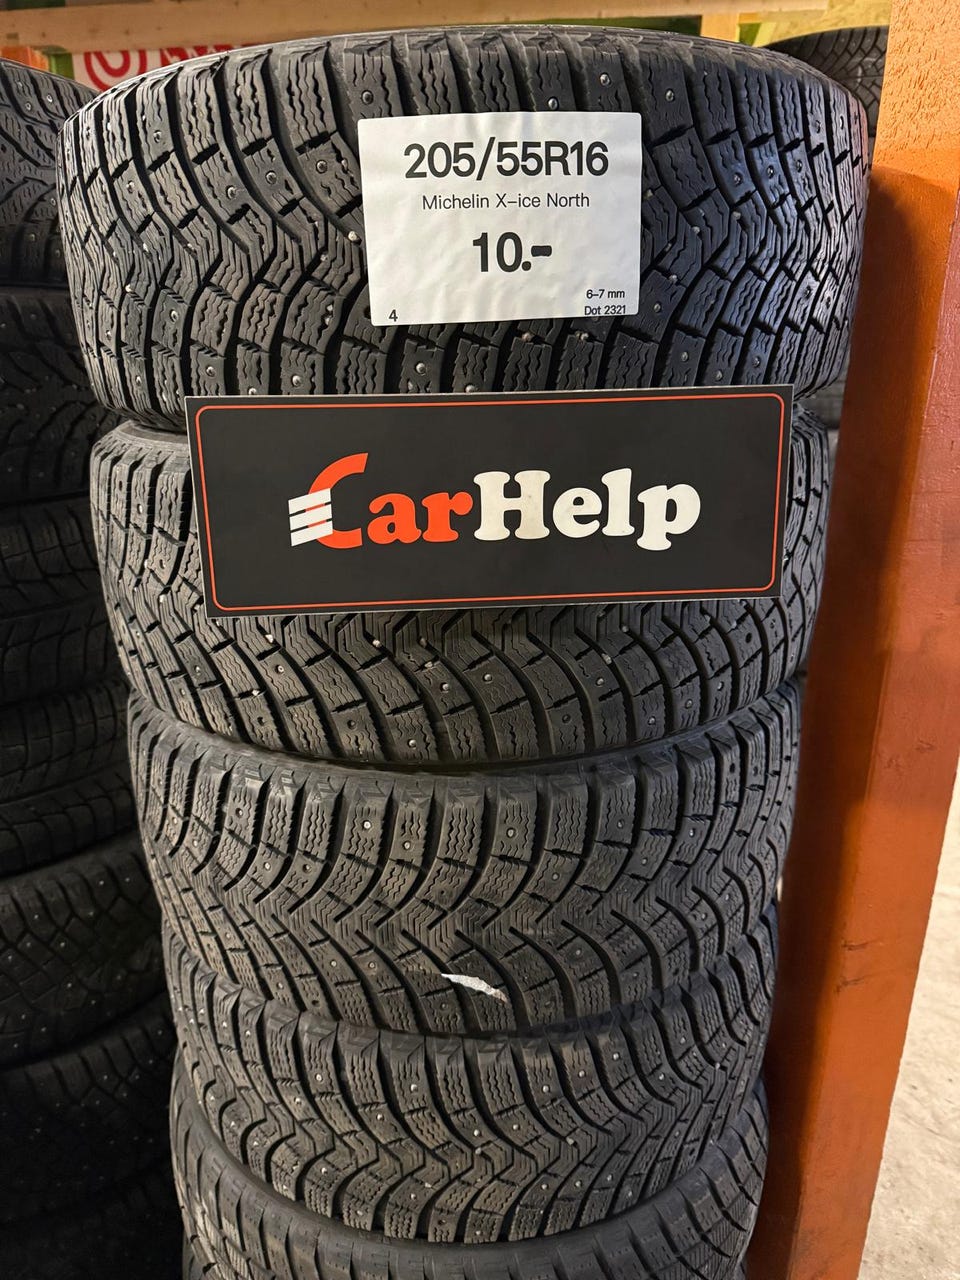 205/55R16
Michelin X-ice North
10.-
6-7 mm
4 Dot 2321
CarHelp